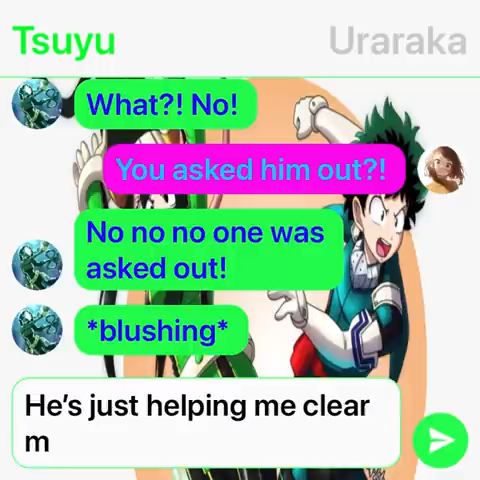 Tsuyu Uraraka
What?! No!
You asked him out?!
No no no one was
asked out!
*blushing*
He’s just helping me clear
m